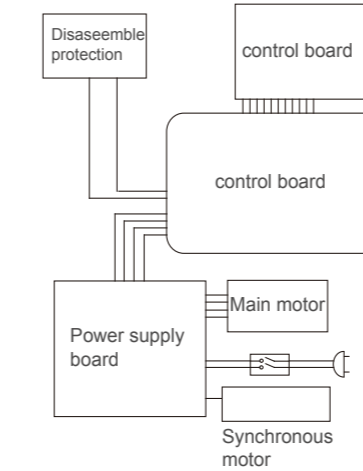 Disaseemble
protection
control board
control board
Main motor
Power supply
board
Synchronous
motor